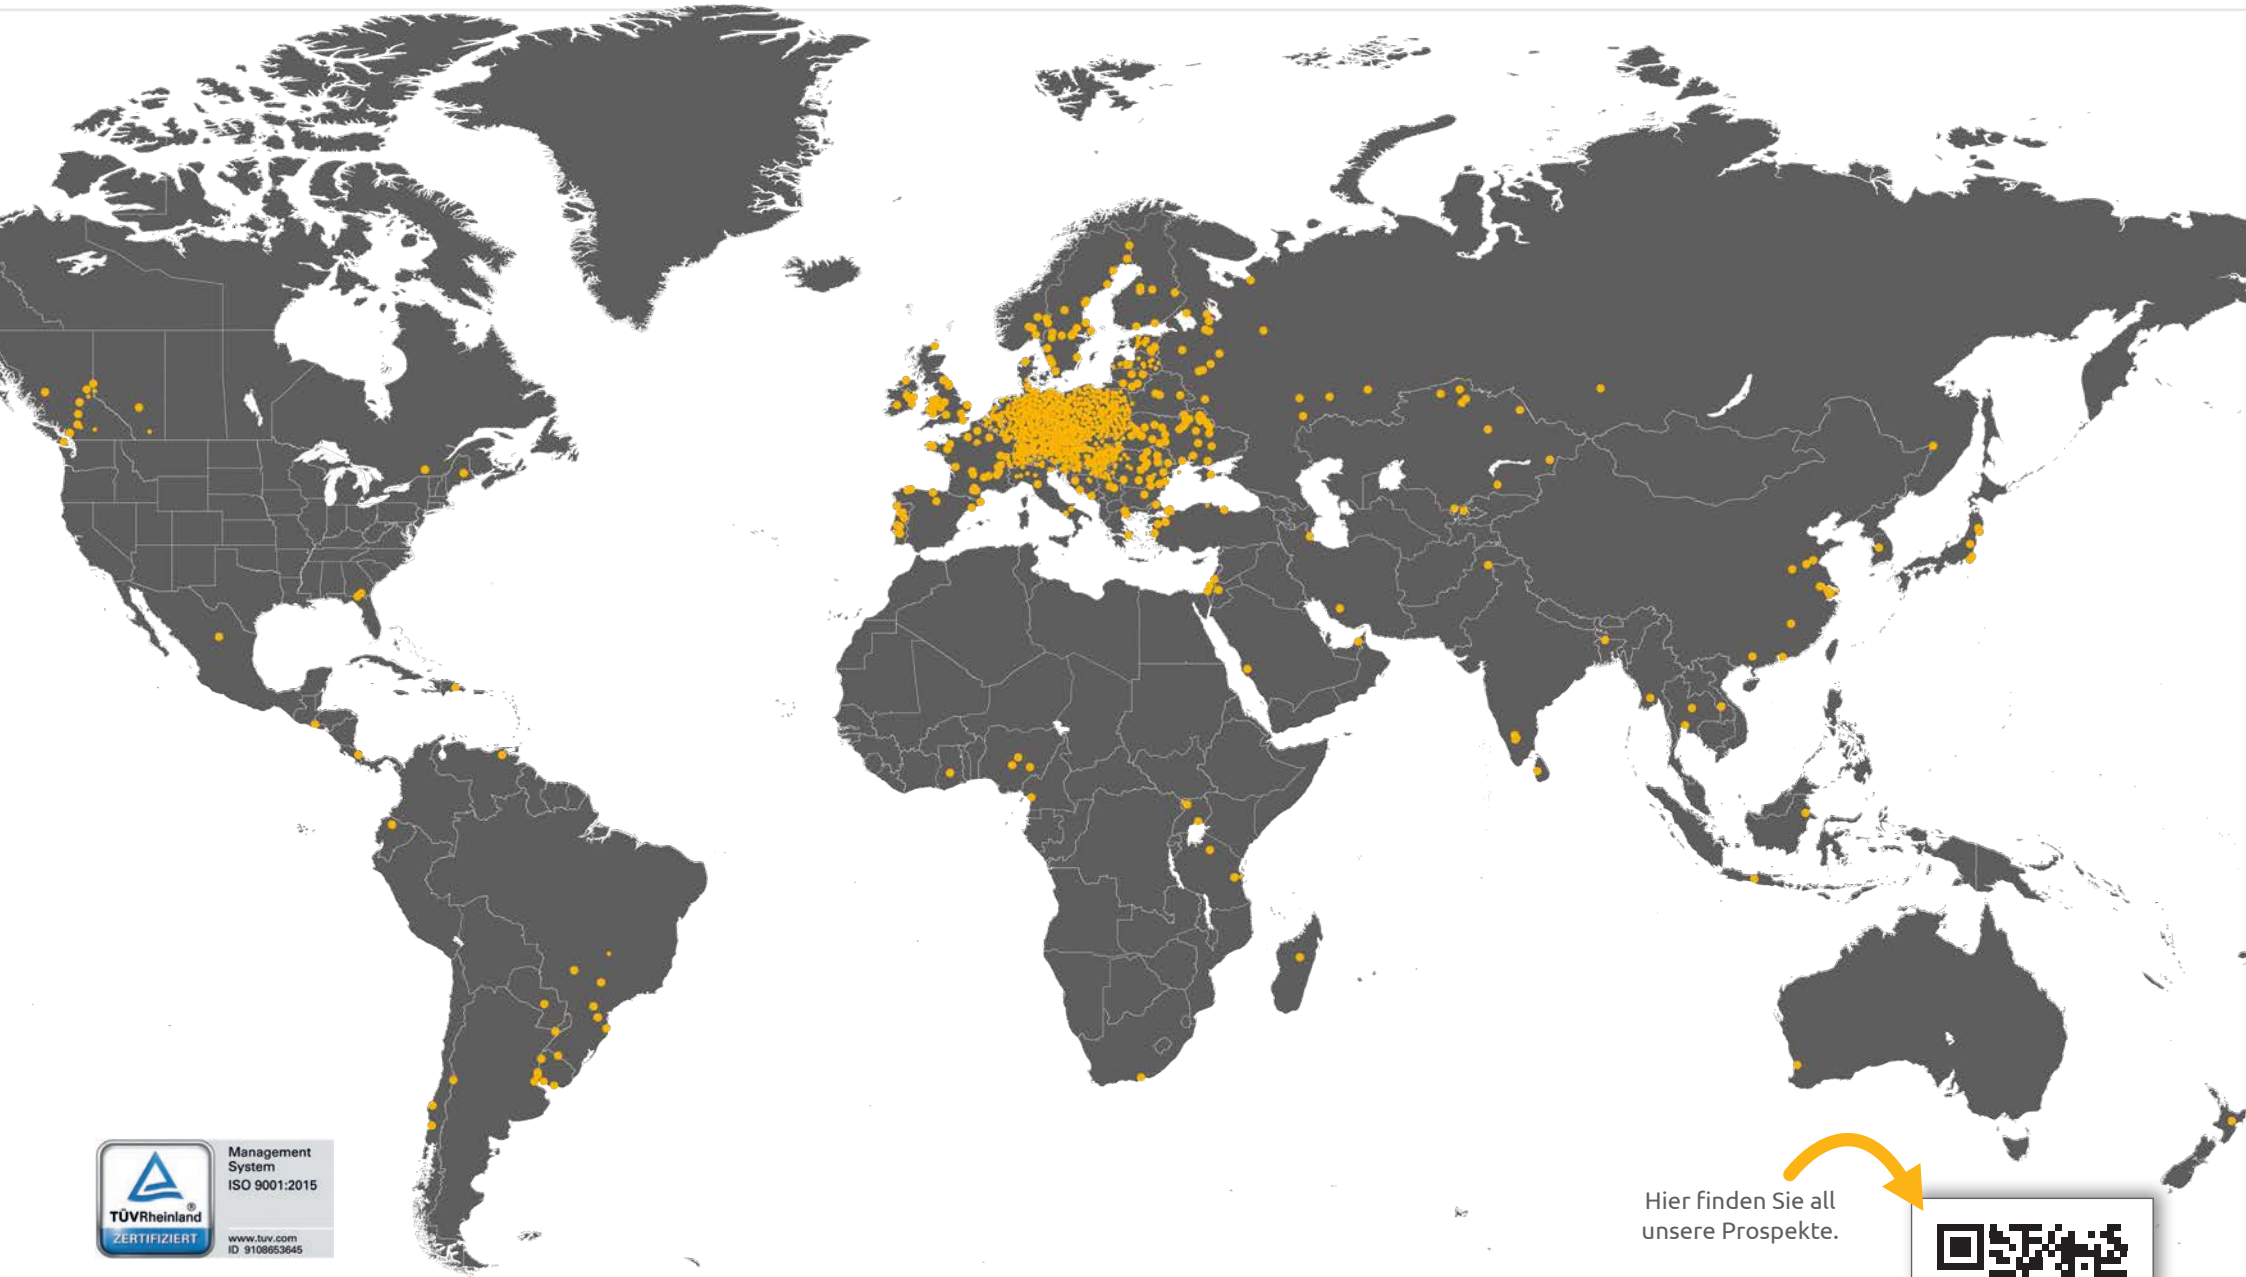 Management
System
ISO 9001:2015
®
TÜVRheinland
ZERTIFIZIERT
www.tuv.com
ID 9108653645
Hier finden Sie all
unsere Prospekte.